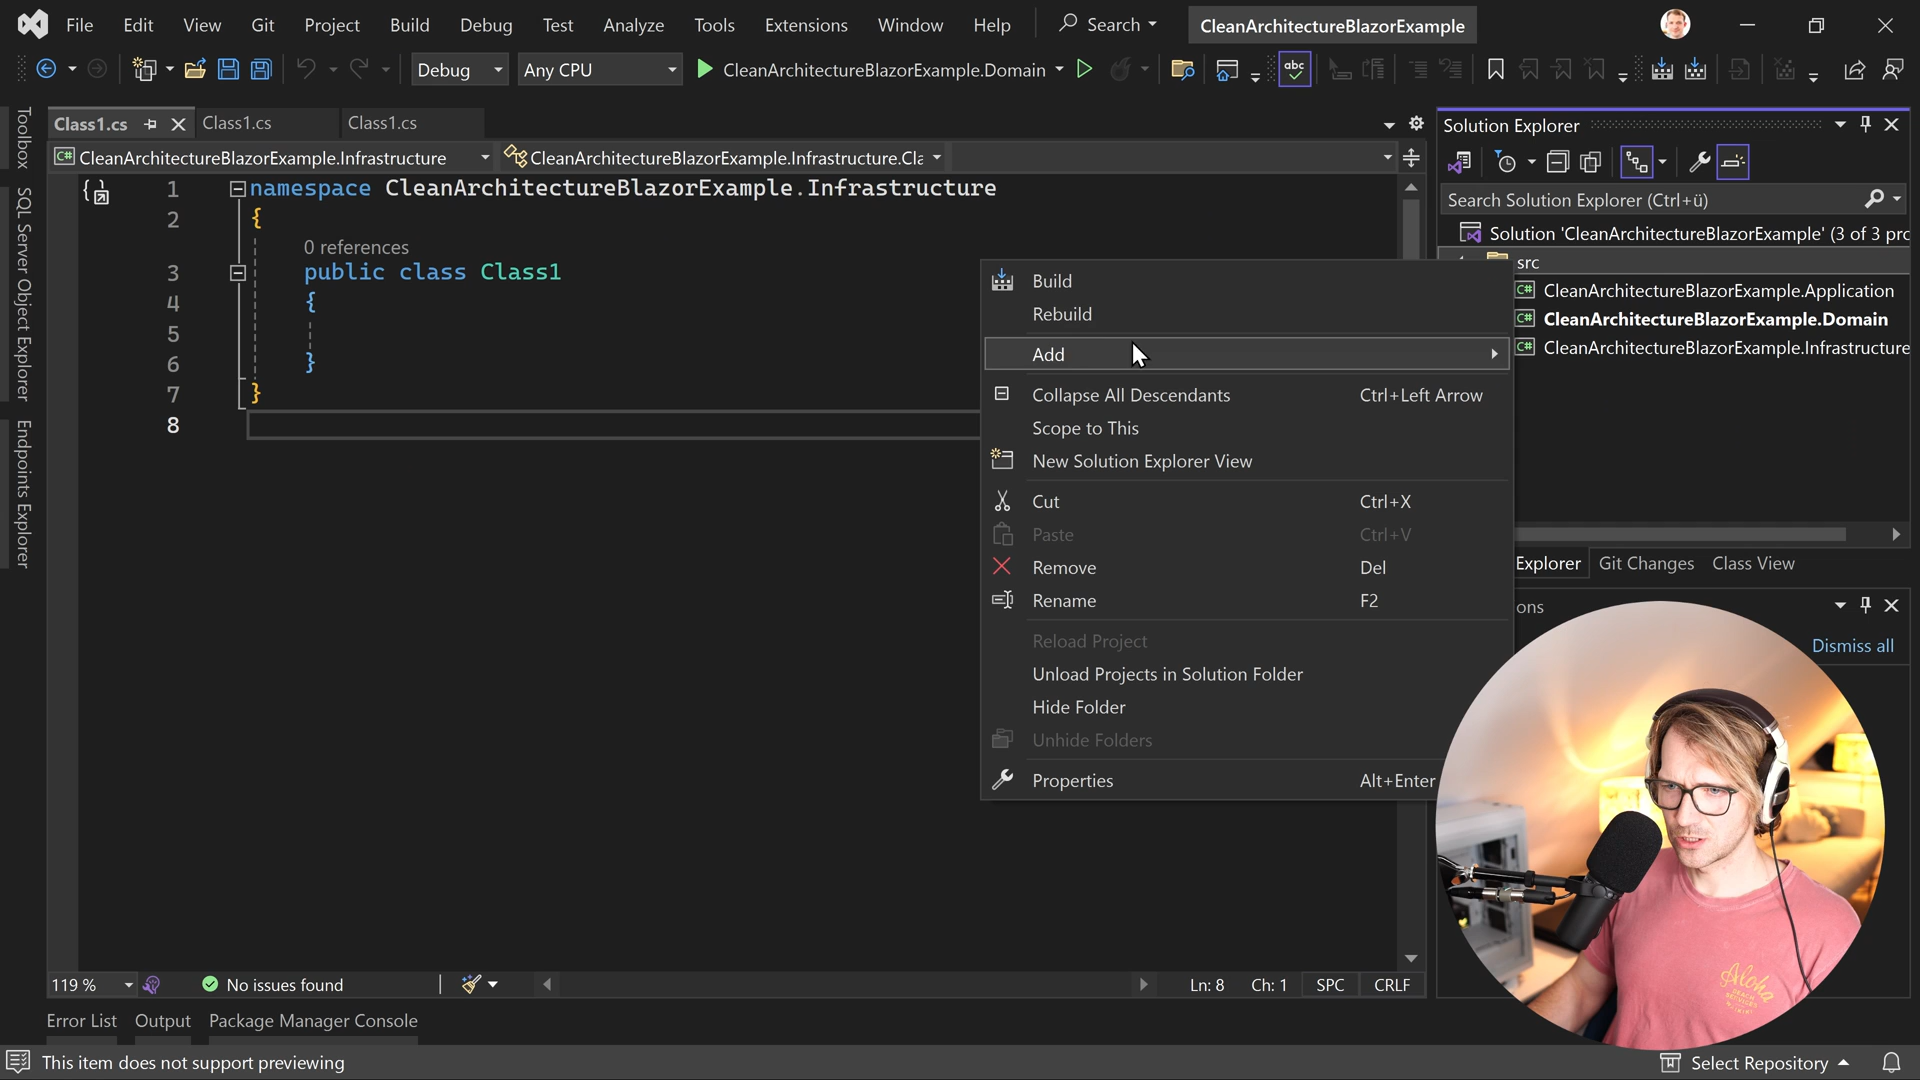 File Edit View Git Project Build Debug Test Analyze Tools Extensions Window Help Search CleanArchitectureBlazorExample
Debug Any CPU CleanArchitectureBlazorExample.Domain abc
Class1.cs Class1.cs Class1.cs
CleanArchitectureBlazorExample.Infrastructure CleanArchitectureBlazorExample.Infrastructure.Cla
Toolbox
SQL Server Object Explorer
Endpoints Explorer
1 namespace CleanArchitectureBlazorExample.Infrastructure
2 {
0 references
3 public class Class1
4 {
5
6 }
7 }
8
Build
Rebuild
Add
Collapse All Descendants Ctrl+Left Arrow
Scope to This
New Solution Explorer View
Cut Ctrl+X
Paste Ctrl+V
Remove Del
Rename F2
Reload Project
Unload Projects in Solution Folder
Hide Folder
Unhide Folders
Properties Alt+Enter
Solution Explorer
Search Solution Explorer (Ctrl+ü)
Solution 'CleanArchitectureBlazorExample' (3 of 3 pro
src
C# CleanArchitectureBlazorExample.Application
C# CleanArchitectureBlazorExample.Domain
C# CleanArchitectureBlazorExample.Infrastructure
Explorer Git Changes Class View
ons
Dismiss all
Aloha
119 % No issues found Ln: 8 Ch: 1 SPC CRLF
Error List Output Package Manager Console
This item does not support previewing Select Repository